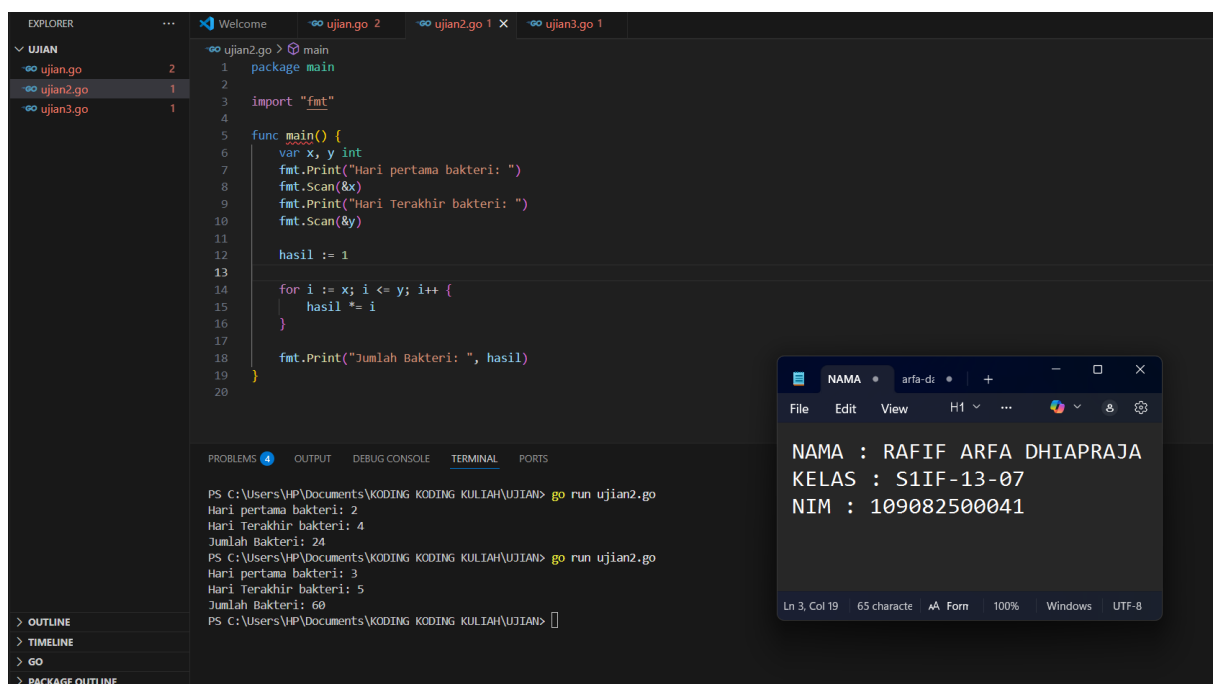 EXPLORER ···
UJIAN
ujian.go 2
ujian2.go 1
ujian3.go 1
OUTLINE
TIMELINE
GO
PACKAGE OUTLINE
Welcome ujian.go 2 ujian2.go 1 ujian3.go 1
ujian2.go > main
1 package main
2
3 import "fmt"
4
5 func main() {
6 var x, y int
7 fmt.Print("Hari pertama bakteri: ")
8 fmt.Scan(&x)
9 fmt.Print("Hari Terakhir bakteri: ")
10 fmt.Scan(&y)
11
12 hasil := 1
13
14 for i := x; i <= y; i++ {
15 hasil *= i
16 }
17
18 fmt.Print("Jumlah Bakteri: ", hasil)
19 }
20
PROBLEMS 4 OUTPUT DEBUG CONSOLE TERMINAL PORTS
PS C:\Users\HP\Documents\KODING KODING KULIAH\UJIAN> go run ujian2.go
Hari pertama bakteri: 2
Hari Terakhir bakteri: 4
Jumlah Bakteri: 24
PS C:\Users\HP\Documents\KODING KODING KULIAH\UJIAN> go run ujian2.go
Hari pertama bakteri: 3
Hari Terakhir bakteri: 5
Jumlah Bakteri: 60
PS C:\Users\HP\Documents\KODING KODING KULIAH\UJIAN>
NAMA arfa-da
File Edit View H1 ···
NAMA : RAFIF ARFA DHIAPRAJA
KELAS : S1IF-13-07
NIM : 109082500041
Ln 3, Col 19 65 characte Form 100% Windows UTF-8